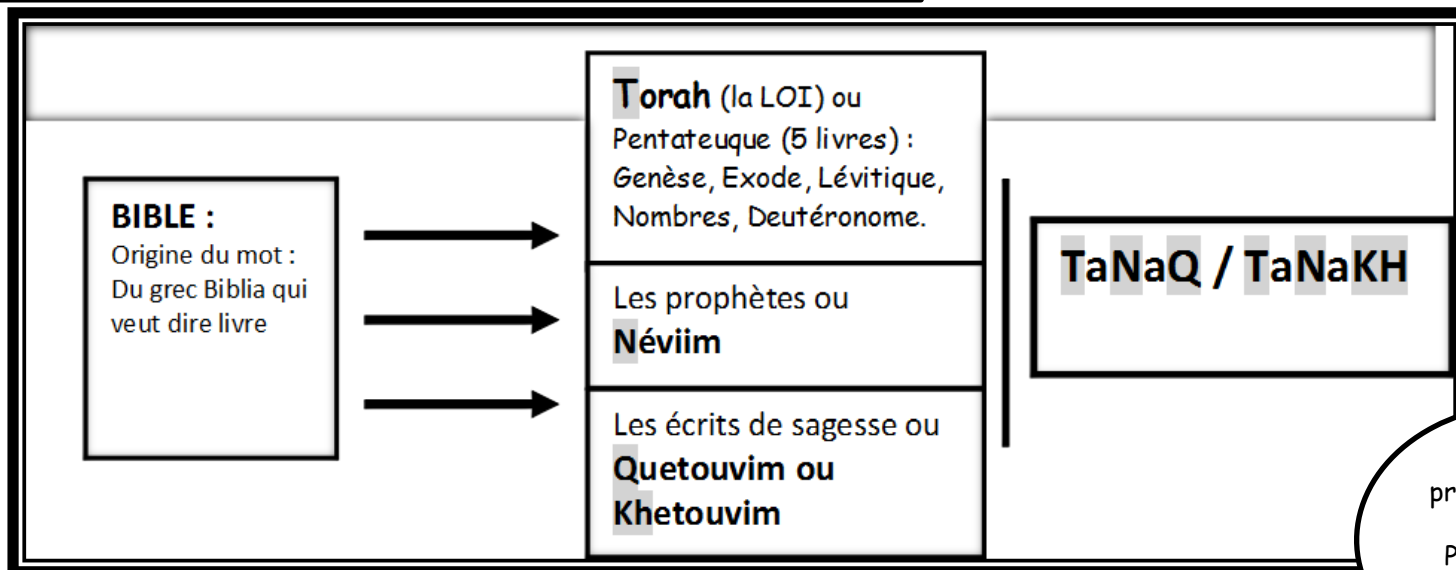 BIBLE :
Origine du mot :
Du grec Biblia qui
veut dire livre
Torah (la LOI) ou
Pentateuque (5 livres) :
Genèse, Exode, Lévitique,
Nombres, Deutéronome.
Les prophètes ou
Néviim
Les écrits de sagesse ou
Quetouvim ou
Khetouvim
TaNaQ / TaNaKH
pr
P